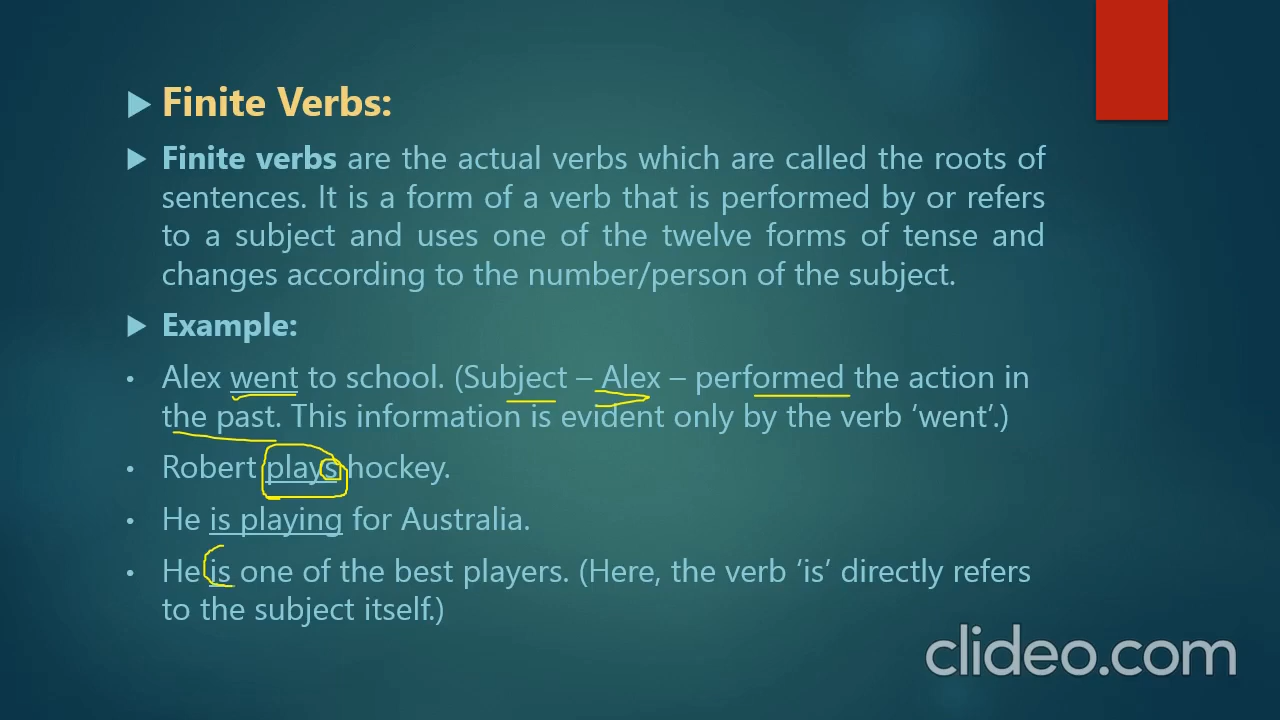 Finite Verbs:
Finite verbs are the actual verbs which are called the roots of
sentences. It is a form of a verb that is performed by or refers
to a subject and uses one of the twelve forms of tense and
changes according to the number/person of the subject.
Example:
Alex went to school. (Subject – Alex – performed the action in
the past. This information is evident only by the verb ‘went’.)
Robert plays hockey.
He is playing for Australia.
He is one of the best players. (Here, the verb ‘is’ directly refers
to the subject itself.)
clideo.com